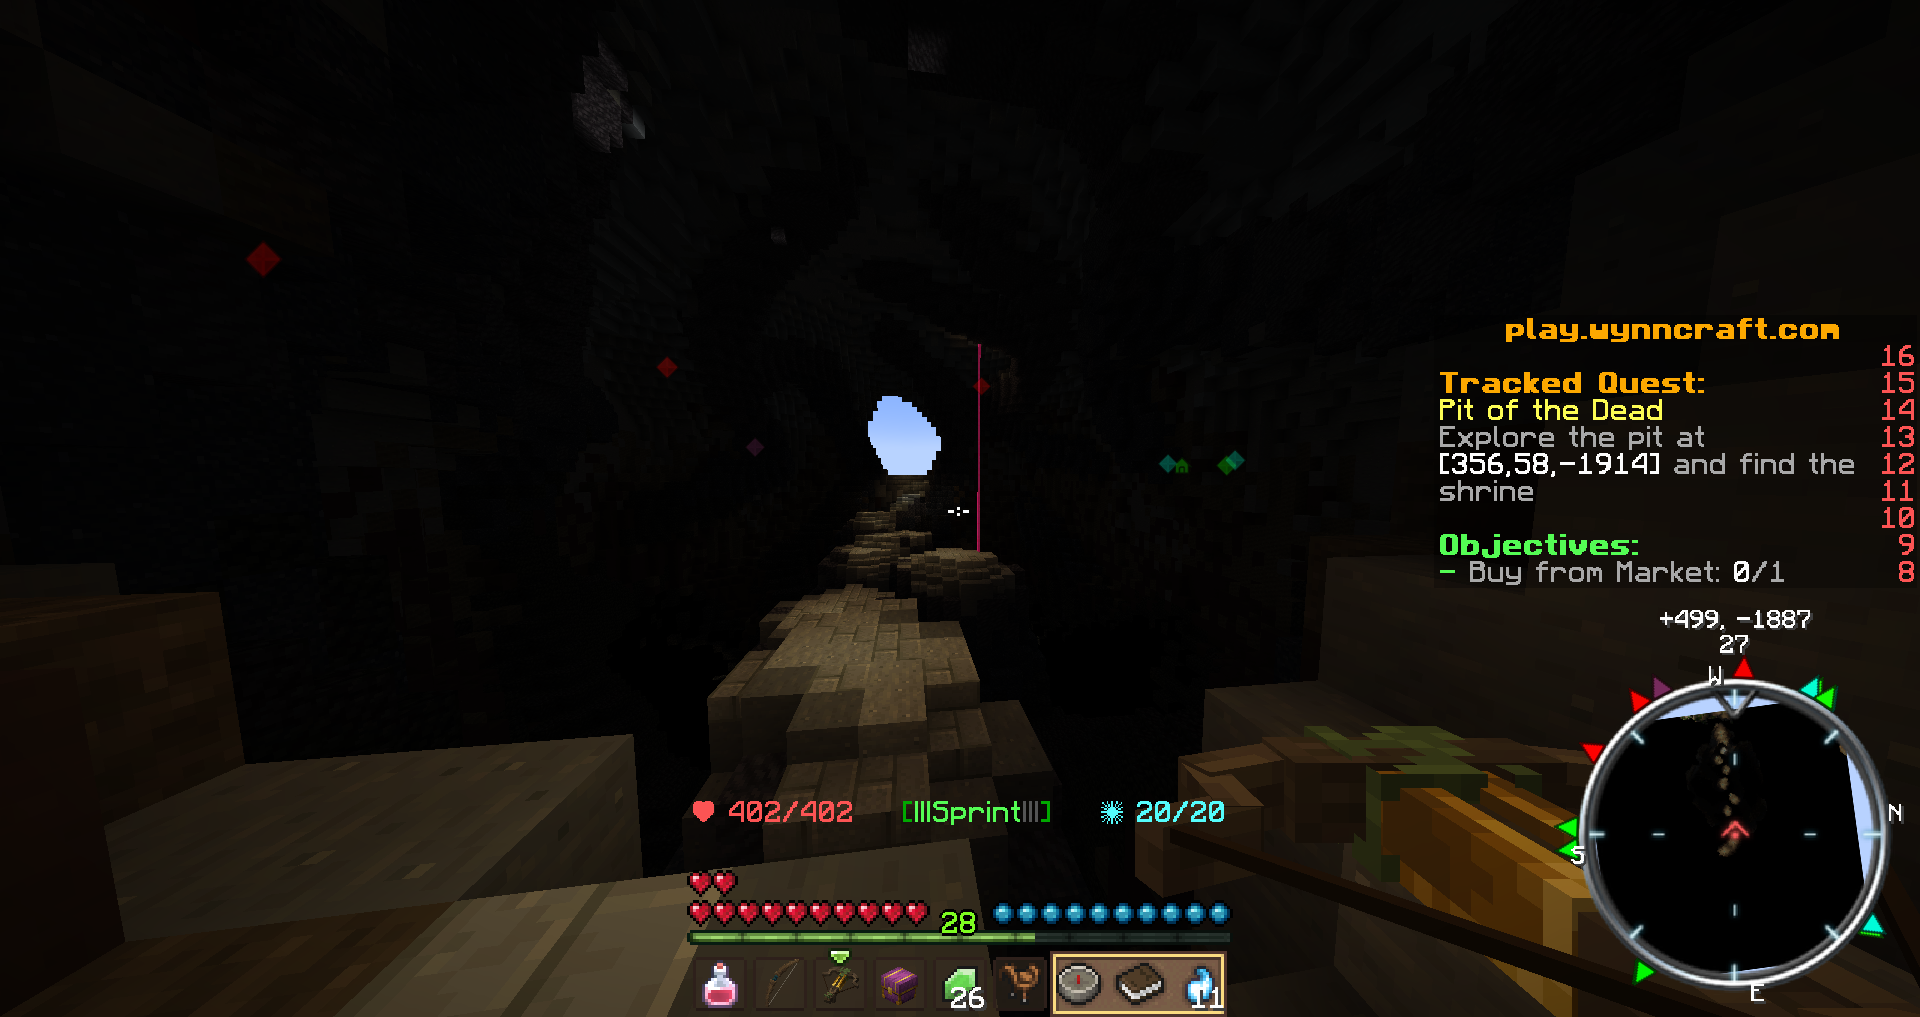 play.wynncraft.com
16
Tracked Quest: 15
Pit of the Dead 14
Explore the pit at 13
[356,58,-1914] and find the 12
shrine 11
10
Objectives: 9
- Buy from Market: 0/1 8
+499, -1887
27
W
N
S
E
402/402 [|||Sprint|||] 20/20
28
26
11